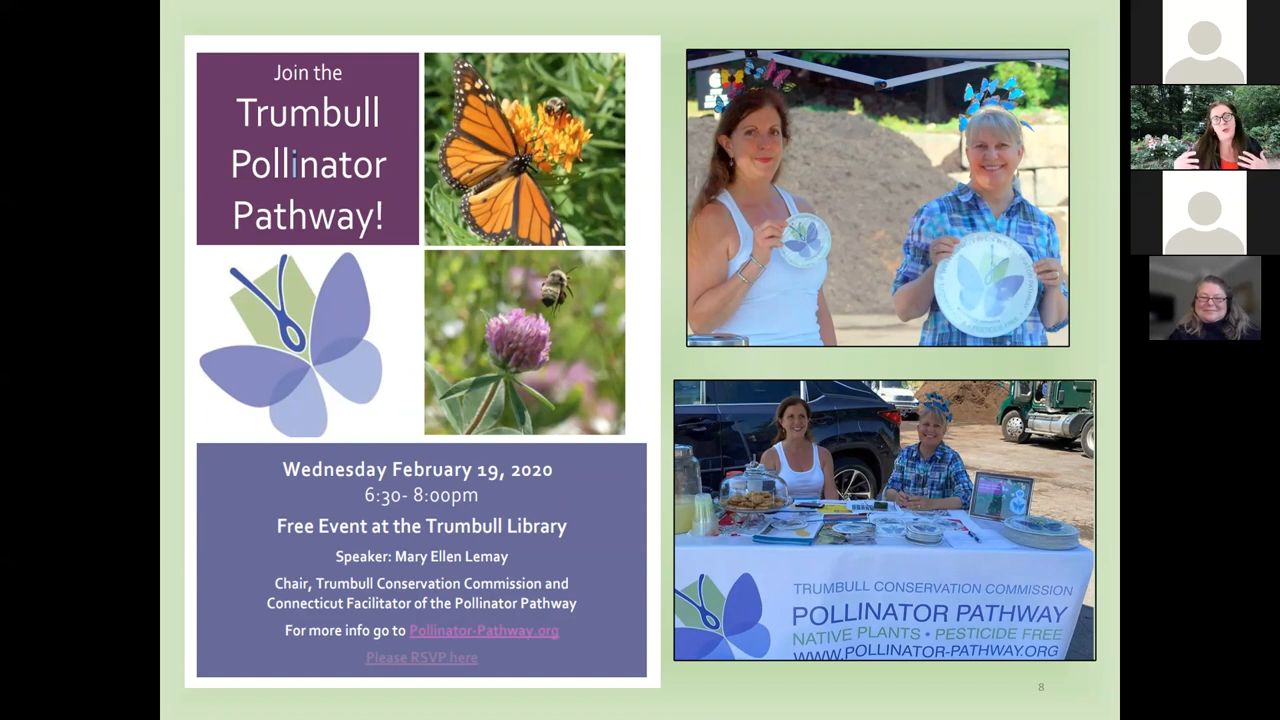 Join the
Trumbull
Pollinator
Pathway!
Wednesday February 19, 2020
6:30- 8:00pm
Free Event at the Trumbull Library
Speaker: Mary Ellen Lemay
Chair, Trumbull Conservation Commission and
Connecticut Facilitator of the Pollinator Pathway
For more info go to Pollinator-Pathway.org
Please RSVP here
TRUMBULL CONSERVATION COMMISSION
POLLINATOR PATHWAY
NATIVE PLANTS • PESTICIDE FREE
WWW.POLLINATOR-PATHWAY.ORG
8